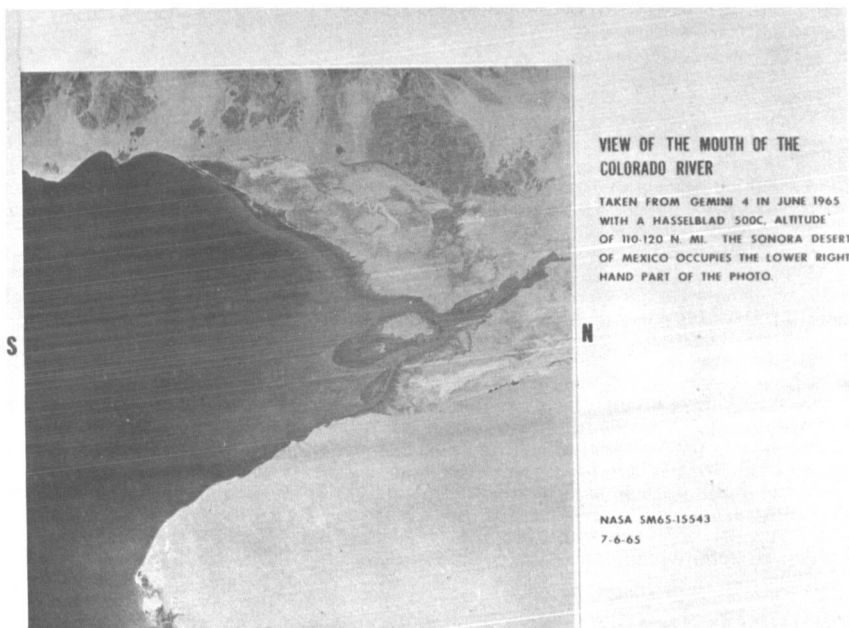 VIEW OF THE MOUTH OF THE
COLORADO RIVER
TAKEN FROM GEMINI 4 IN JUNE 1965
WITH A HASSELBLAD 500C, ALTITUDE
OF 110-120 N. MI. THE SONORA DESERT
OF MEXICO OCCUPIES THE LOWER RIGHT
HAND PART OF THE PHOTO.
S
N
NASA SM65-15543
7-6-65